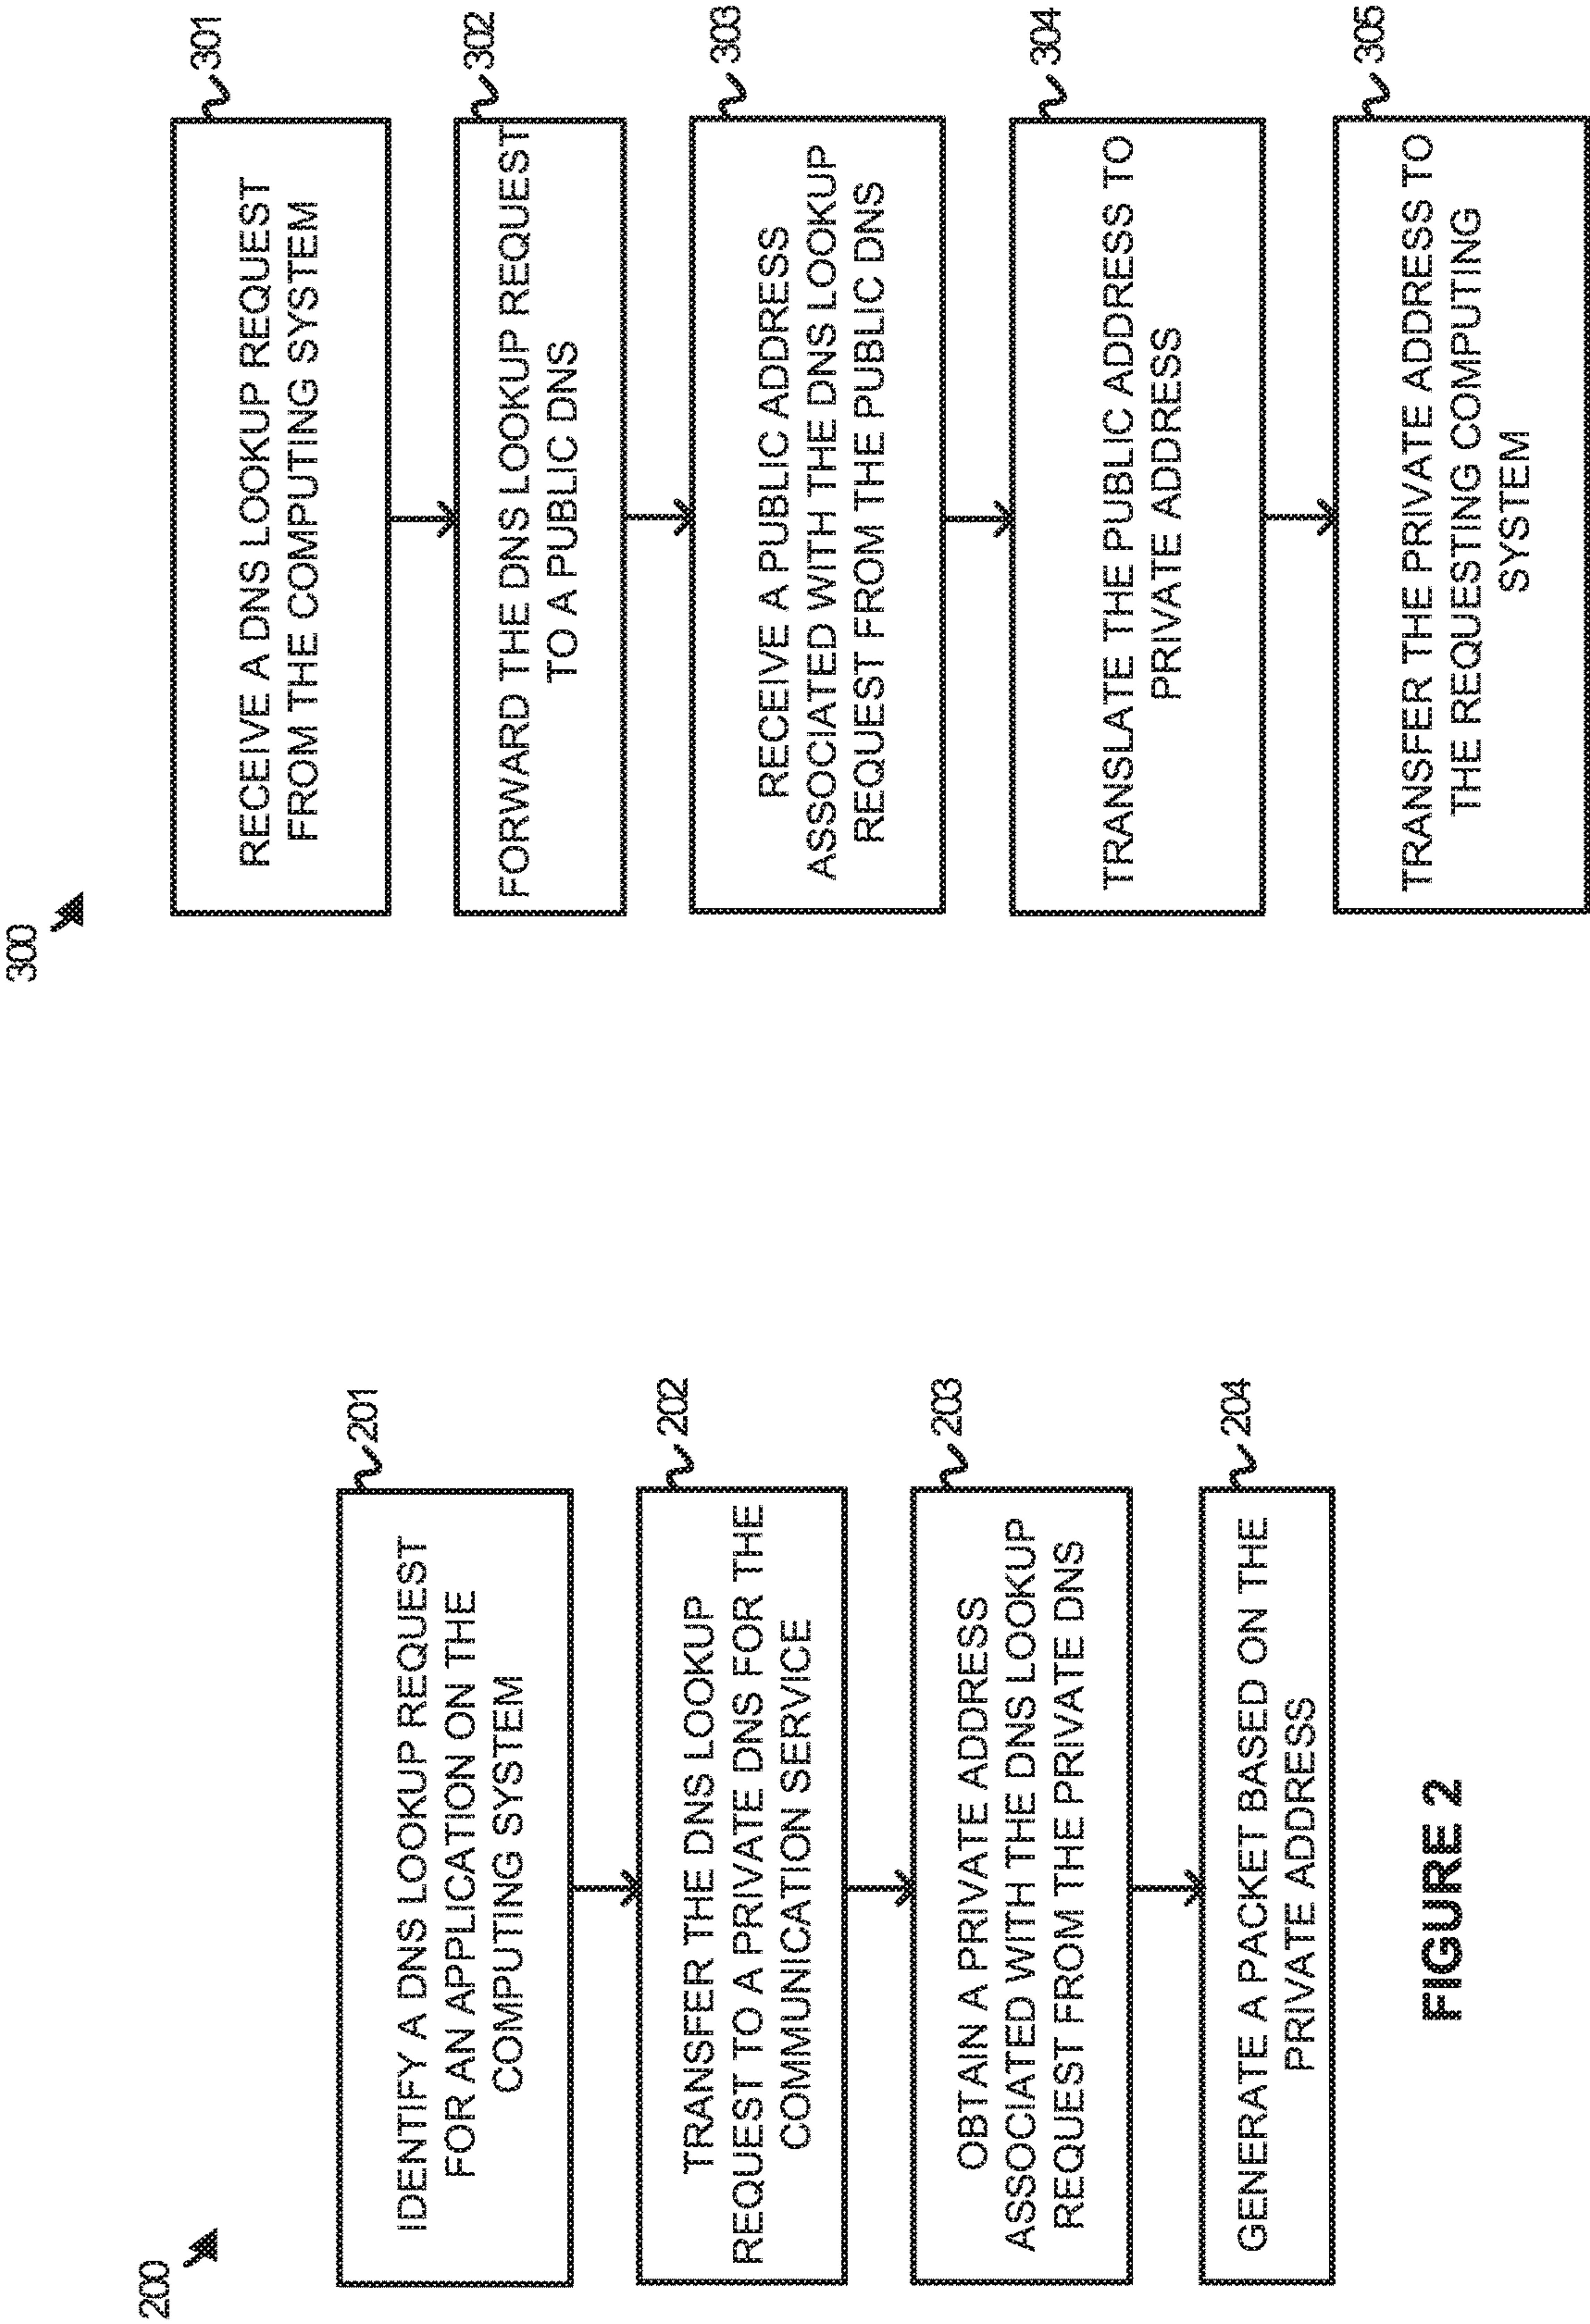 200
IDENTIFY A DNS LOOKUP REQUEST
FOR AN APPLICATION ON THE
COMPUTING SYSTEM
201
TRANSFER THE DNS LOOKUP
REQUEST TO A PRIVATE DNS FOR THE
COMMUNICATION SERVICE
202
OBTAIN A PRIVATE ADDRESS
ASSOCIATED WITH THE DNS LOOKUP
REQUEST FROM THE PRIVATE DNS
203
GENERATE A PACKET BASED ON THE
PRIVATE ADDRESS
204
FIGURE 2
300
RECEIVE A DNS LOOKUP REQUEST
FROM THE COMPUTING SYSTEM
301
FORWARD THE DNS LOOKUP REQUEST
TO A PUBLIC DNS
302
RECEIVE A PUBLIC ADDRESS
ASSOCIATED WITH THE DNS LOOKUP
REQUEST FROM THE PUBLIC DNS
303
TRANSLATE THE PUBLIC ADDRESS TO
PRIVATE ADDRESS
304
TRANSFER THE PRIVATE ADDRESS TO
THE REQUESTING COMPUTING
SYSTEM
305